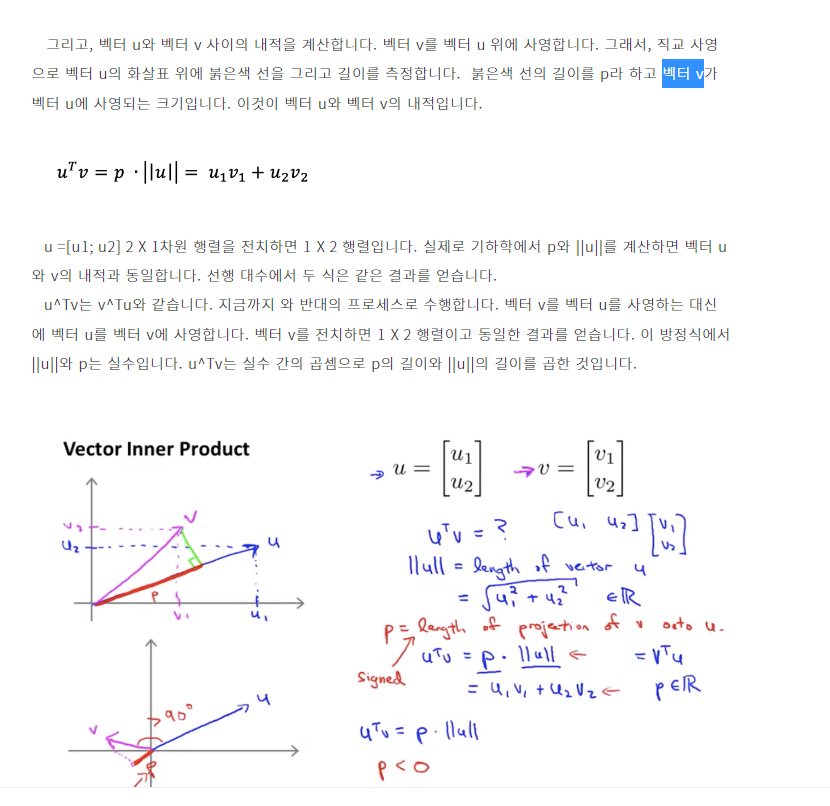 그리고, 벡터 u와 벡터 v 사이의 내적을 계산합니다. 벡터 v를 벡터 u 위에 사영합니다. 그래서, 직교 사영
으로 벡터 u의 화살표 위에 붉은색 선을 그리고 길이를 측정합니다. 붉은색 선의 길이를 p라 하고 벡터 v가
벡터 u에 사영되는 크기입니다. 이것이 벡터 u와 벡터 v의 내적입니다.
u^T v = p · ||u|| = u₁v₁ + u₂v₂
u =[u1; u2] 2 X 1차원 행렬을 전치하면 1 X 2 행렬입니다. 실제로 기하학에서 p와 ||u||를 계산하면 벡터 u
와 v의 내적과 동일합니다. 선행 대수에서 두 식은 같은 결과를 얻습니다.
u^Tv는 v^Tu와 같습니다. 지금까지 와 반대의 프로세스로 수행합니다. 벡터 v를 벡터 u를 사영하는 대신
에 벡터 u를 벡터 v에 사영합니다. 벡터 v를 전치하면 1 X 2 행렬이고 동일한 결과를 얻습니다. 이 방정식에서
||u||와 p는 실수입니다. u^Tv는 실수 간의 곱셈으로 p의 길이와 ||u||의 길이를 곱한 것입니다.
Vector Inner Product
v₂ v
u₂ u
p
v₁ u₁
90° u
v
p
→ u = [u₁ u₂] → v = [v₁ v₂]
u^T v = ? [u₁ u₂] [v₁ v₂]
||u|| = length of vector u
= √(u₁² + u₂²) ∈ ℝ
p = length of projection of v onto u.
Signed u^T v = p · ||u|| ← = v^T u
= u₁v₁ + u₂v₂ ← p ∈ ℝ
u^T v = p · ||u||
p < 0